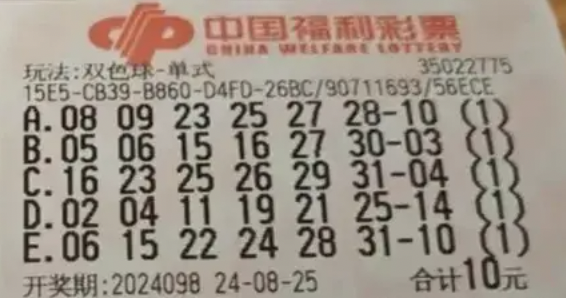 中国福利彩票
CHINA WELFARE LOTTERY
玩法:双色球-单式 35022775
15E5-CB39-B860-D4FD-26BC/90711693/56ECE
A.08 09 23 25 27 28-10 (1)
B.05 06 15 16 27 30-03 (1)
C.16 23 25 26 29 31-04 (1)
D.02 04 11 19 21 25-14 (1)
E.06 15 22 24 28 31-10 (1)
开奖期:2024098 24-08-25 合计10元